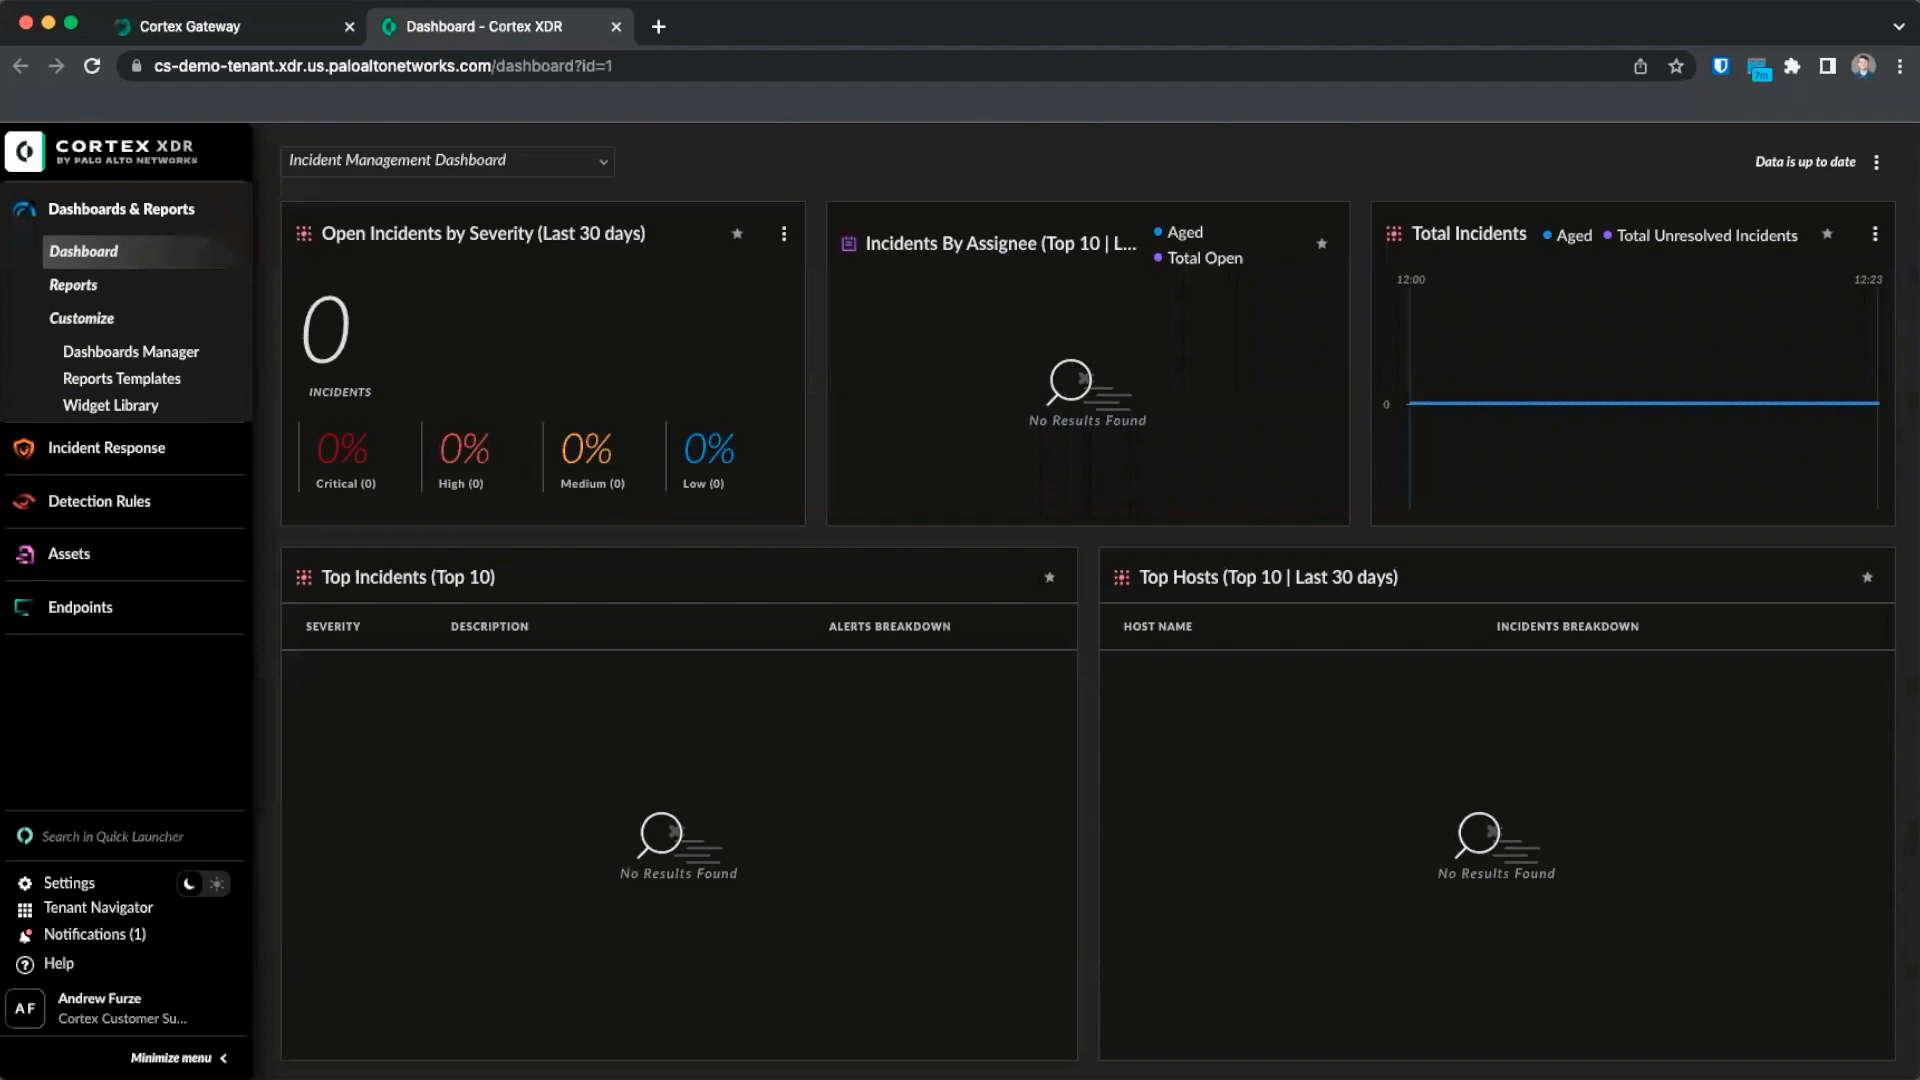 Cortex Gateway
Dashboard - Cortex XDR
cs-demo-tenant.xdr.us.paloaltonetworks.com/dashboard?id=1
7m
CORTEX XDR
BY PALO ALTO NETWORKS
Dashboards & Reports
Dashboard
Reports
Customize
Dashboards Manager
Reports Templates
Widget Library
Incident Response
Detection Rules
Assets
Endpoints
Search in Quick Launcher
Settings
Tenant Navigator
Notifications (1)
Help
AF
Andrew Furze
Cortex Customer Su...
Minimize menu
Incident Management Dashboard
Data is up to date
Open Incidents by Severity (Last 30 days)
0
INCIDENTS
0% 0% 0% 0%
Critical (0) High (0) Medium (0) Low (0)
Incidents By Assignee (Top 10 | L...
Aged
Total Open
No Results Found
Total Incidents Aged Total Unresolved Incidents
12:00 12:23
0
Top Incidents (Top 10)
SEVERITY DESCRIPTION ALERTS BREAKDOWN
No Results Found
Top Hosts (Top 10 | Last 30 days)
HOST NAME INCIDENTS BREAKDOWN
No Results Found